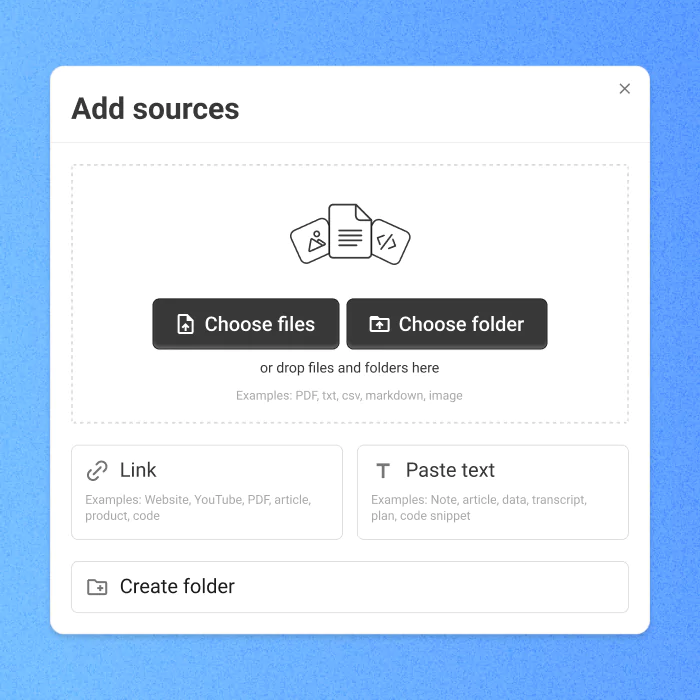 Add sources
Choose files
Choose folder
or drop files and folders here
Examples: PDF, txt, csv, markdown, image
Link
Examples: Website, YouTube, PDF, article,
product, code
Paste text
Examples: Note, article, data, transcript,
plan, code snippet
Create folder